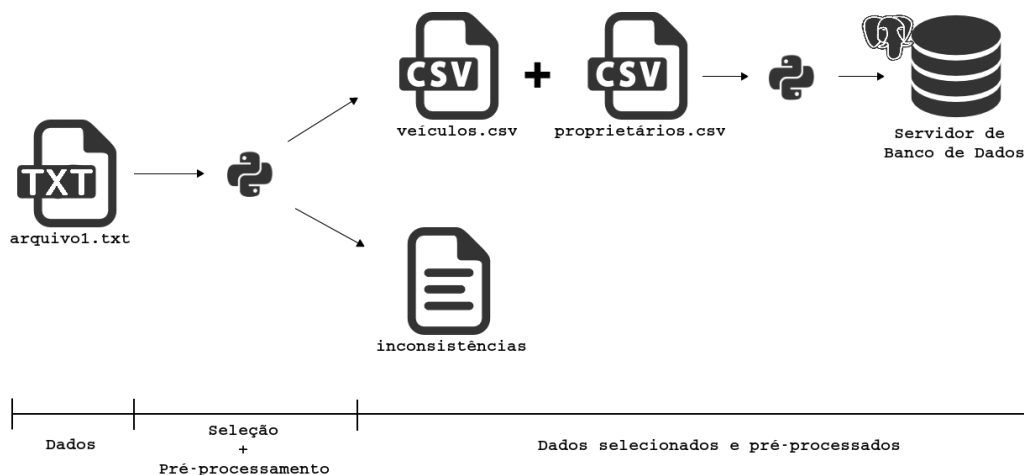 CSV
+
CSV
veículos.csv
proprietários.csv
Servidor de
Banco de Dados
TXT
arquivo1.txt
inconsistências
Dados
Seleção
+
Pré-processamento
Dados selecionados e pré-processados